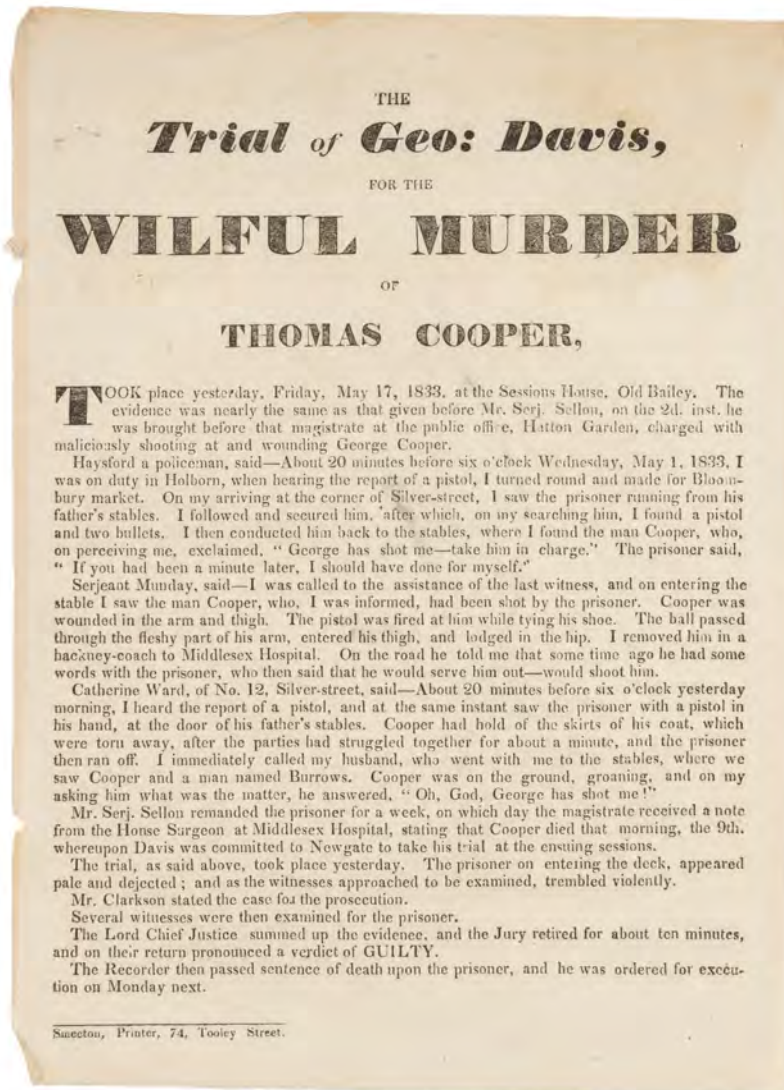 THE
Trial of Geo: Davis,
FOR THE
WILFUL MURDER
OF
THOMAS COOPER,
TOOK place yesterday, Friday, May 17, 1833, at the Sessions House, Old Bailey. The
evidence was nearly the same as that given before Mr. Serj. Sellon, on the 2d. inst. he
was brought before that magistrate at the public office, Hatton Garden, charged with
maliciously shooting at and wounding George Cooper.
Haysford a policeman, said—About 20 minutes before six o'clock Wednesday, May 1, 1833, I
was on duty in Holborn, when hearing the report of a pistol, I turned round and made for Bloom-
bury market. On my arriving at the corner of Silver-street, I saw the prisoner running from his
father's stables. I followed and secured him, after which, on my searching him, I found a pistol
and two bullets. I then conducted him back to the stables, where I found the man Cooper, who,
on perceiving me, exclaimed, “ George has shot me—take him in charge.” The prisoner said,
“ If you had been a minute later, I should have done for myself.”
Serjeant Munday, said—I was called to the assistance of the last witness, and on entering the
stable I saw the man Cooper, who, I was informed, had been shot by the prisoner. Cooper was
wounded in the arm and thigh. The pistol was fired at him while tying his shoe. The ball passed
through the fleshy part of his arm, entered his thigh, and lodged in the hip. I removed him in a
hackney-coach to Middlesex Hospital. On the road he told me that some time ago he had some
words with the prisoner, who then said that he would serve him out—would shoot him.
Catherine Ward, of No. 12, Silver-street, said—About 20 minutes before six o'clock yesterday
morning, I heard the report of a pistol, and at the same instant saw the prisoner with a pistol in
his hand, at the door of his father's stables. Cooper had hold of the skirts of his coat, which
were torn away, after the parties had struggled together for about a minute, and the prisoner
then ran off. I immediately called my husband, who went with me to the stables, where we
saw Cooper and a man named Burrows. Cooper was on the ground, groaning, and on my
asking him what was the matter, he answered, “ Oh, God, George has shot me !”
Mr. Serj. Sellon remanded the prisoner for a week, on which day the magistrate received a note
from the House Surgeon at Middlesex Hospital, stating that Cooper died that morning, the 9th.
whereupon Davis was committed to Newgate to take his trial at the ensuing sessions.
The trial, as said above, took place yesterday. The prisoner on entering the dock, appeared
pale and dejected ; and as the witnesses approached to be examined, trembled violently.
Mr. Clarkson stated the case for the prosecution.
Several witnesses were then examined for the prisoner.
The Lord Chief Justice summed up the evidence, and the Jury retired for about ten minutes,
and on their return pronounced a verdict of GUILTY.
The Recorder then passed sentence of death upon the prisoner, and he was ordered for execu-
tion on Monday next.
Smeeton, Printer, 74, Tooley Street.